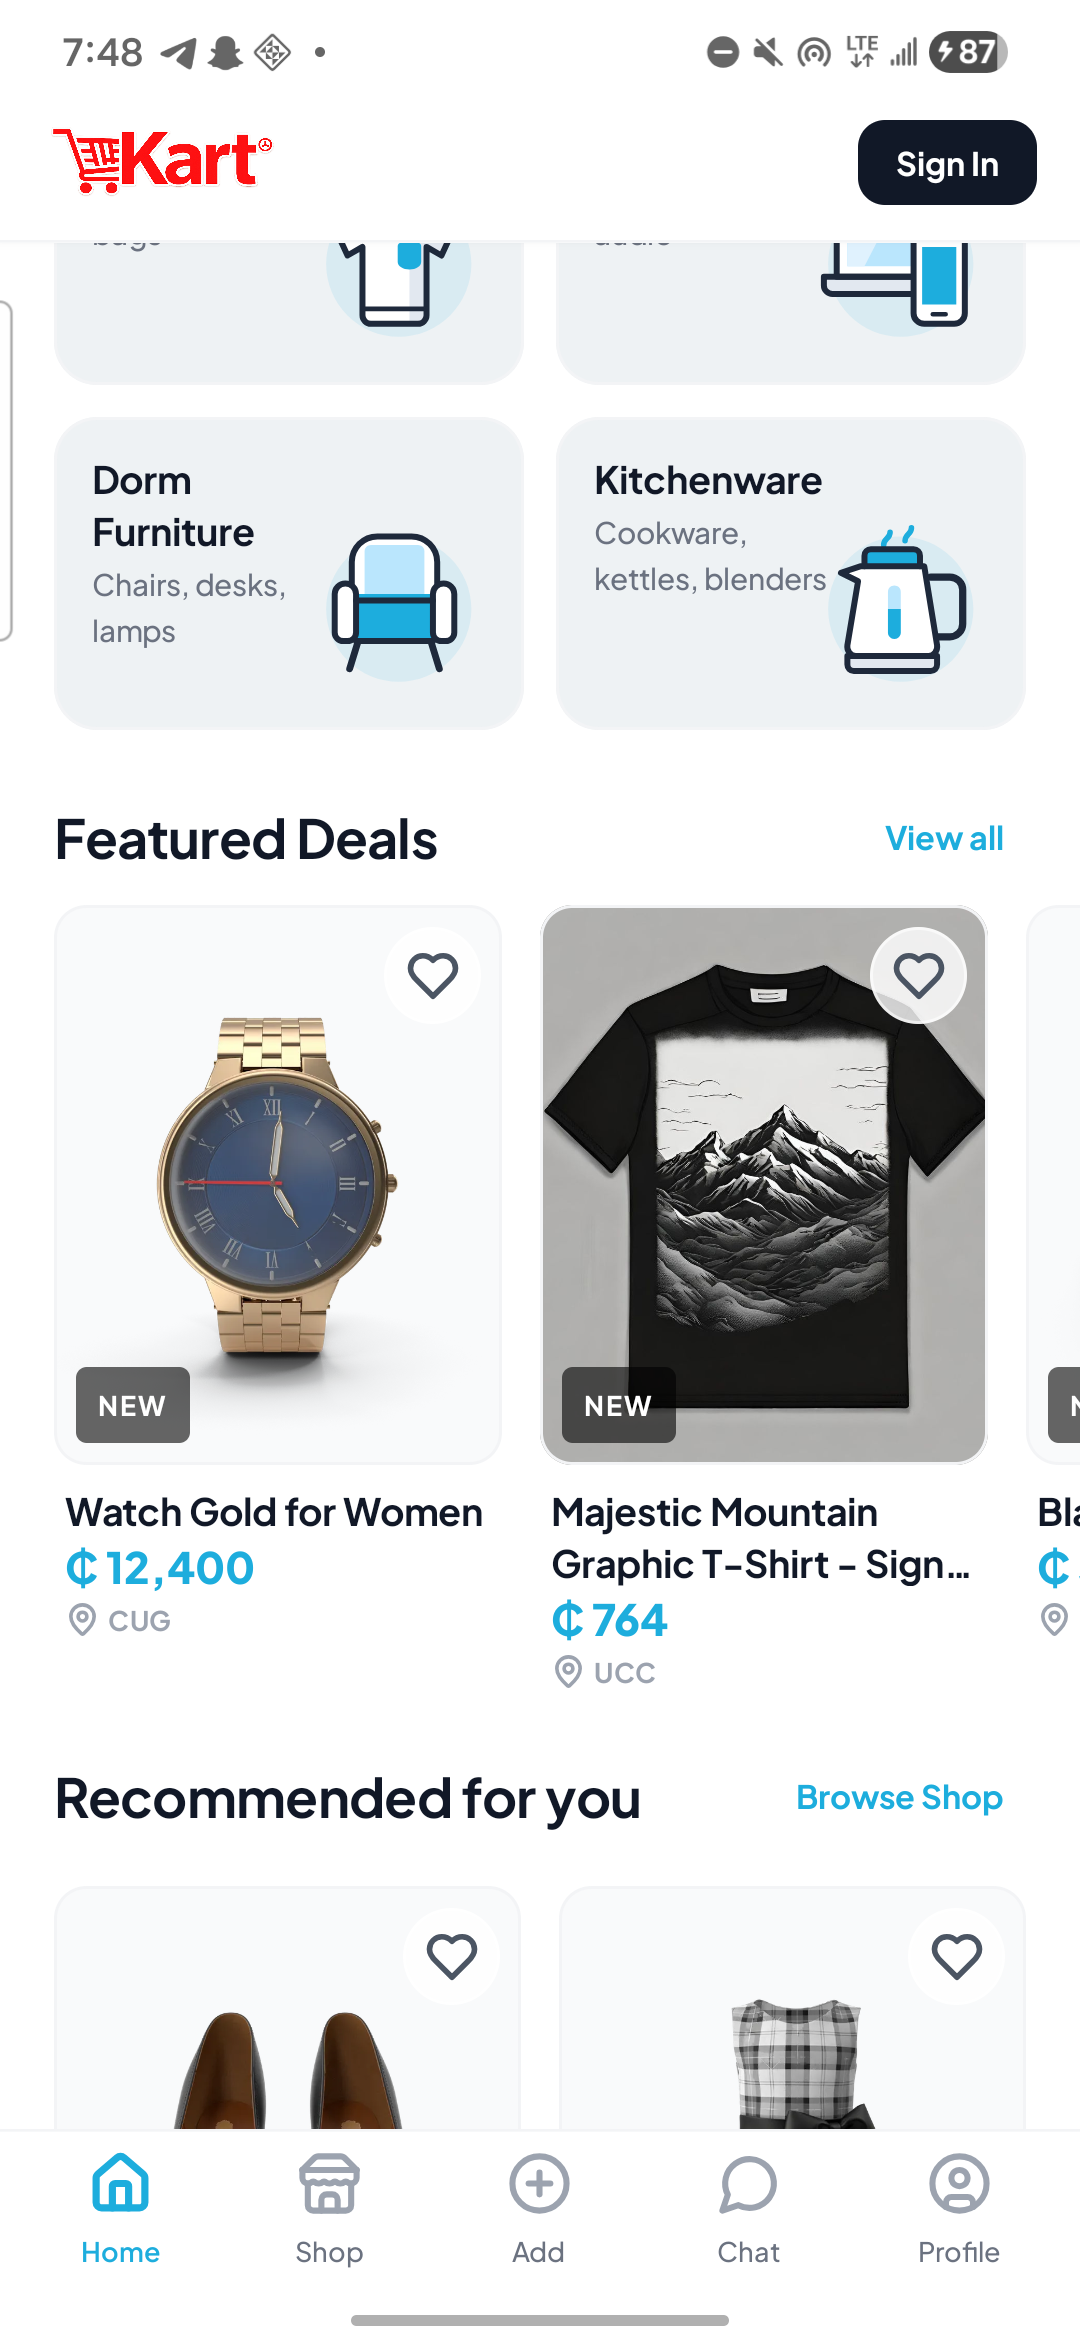 7:48
LTE
87
Kart
Sign In
Dorm
Furniture
Chairs, desks,
lamps
Kitchenware
Cookware,
kettles, blenders
Featured Deals
View all
NEW
NEW
Watch Gold for Women
₵ 12,400
CUG
Majestic Mountain
Graphic T-Shirt - Sign...
₵ 764
UCC
Recommended for you
Browse Shop
Home
Shop
Add
Chat
Profile